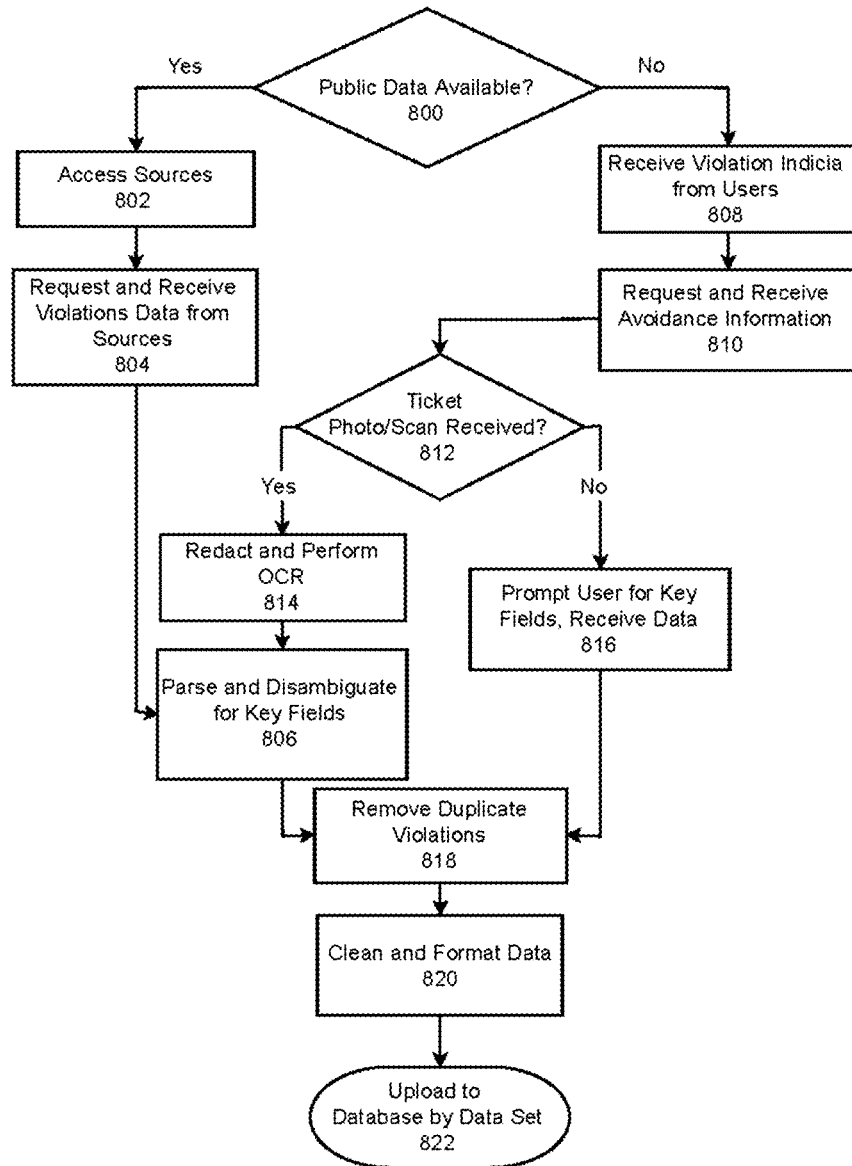 Yes
No
Public Data Available?
800
Access Sources
802
Receive Violation Indicia
from Users
808
Request and Receive
Violations Data from
Sources
804
Request and Receive
Avoidance Information
810
Ticket
Photo/Scan Received?
812
Yes
No
Redact and Perform
OCR
814
Prompt User for Key
Fields, Receive Data
816
Parse and Disambiguate
for Key Fields
806
Remove Duplicate
Violations
818
Clean and Format Data
820
Upload to
Database by Data Set
822